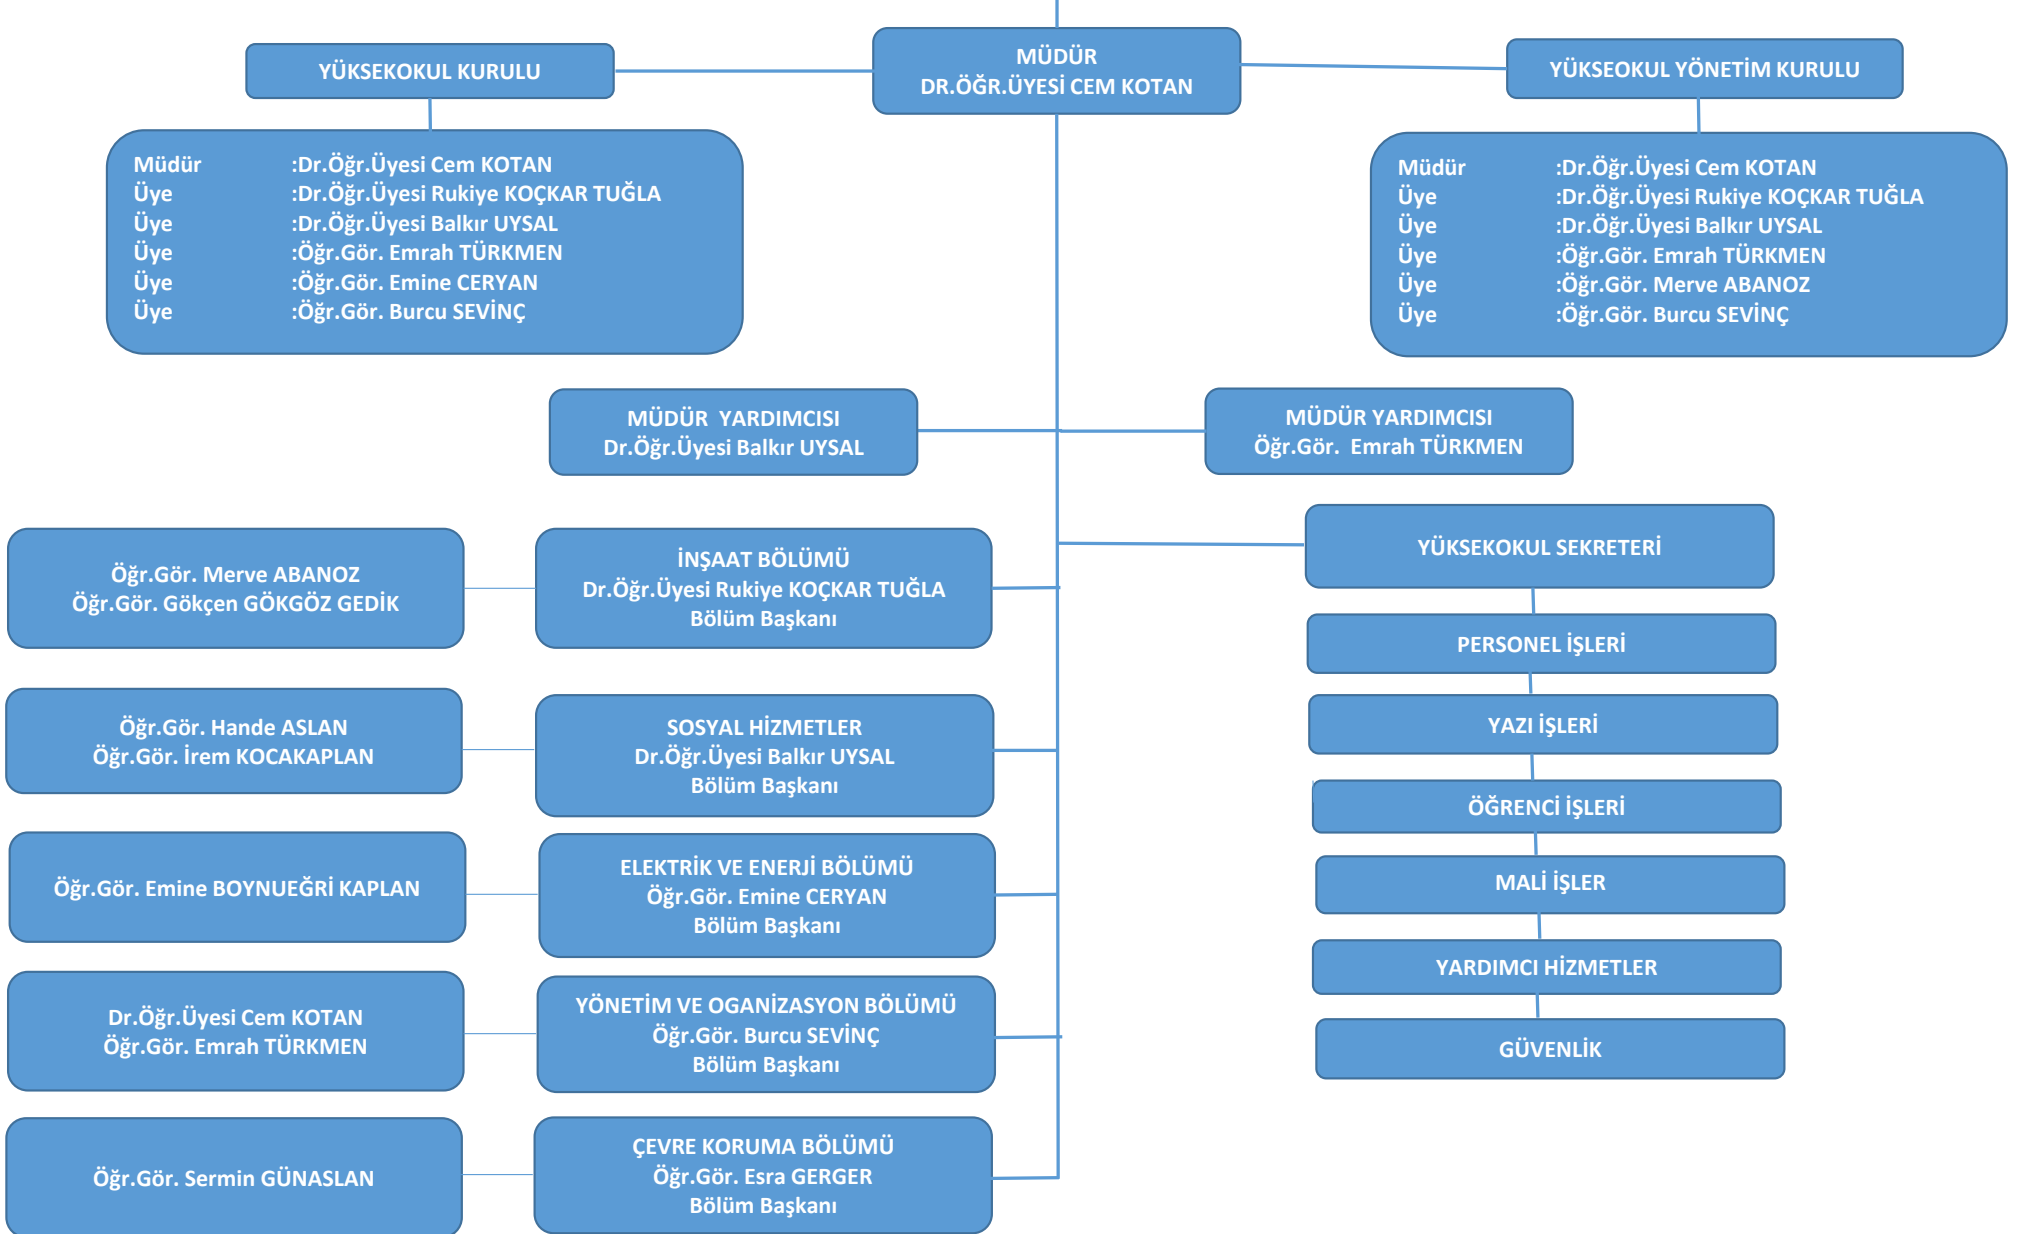 MÜDÜR
DR.ÖĞR.ÜYESİ CEM KOTAN
YÜKSEKOKUL KURULU
YÜKSEOKUL YÖNETİM KURULU
Müdür :Dr.Öğr.Üyesi Cem KOTAN
Üye :Dr.Öğr.Üyesi Rukiye KOÇKAR TUĞLA
Üye :Dr.Öğr.Üyesi Balkır UYSAL
Üye :Öğr.Gör. Emrah TÜRKMEN
Üye :Öğr.Gör. Emine CERYAN
Üye :Öğr.Gör. Burcu SEVİNÇ
Müdür :Dr.Öğr.Üyesi Cem KOTAN
Üye :Dr.Öğr.Üyesi Rukiye KOÇKAR TUĞLA
Üye :Dr.Öğr.Üyesi Balkır UYSAL
Üye :Öğr.Gör. Emrah TÜRKMEN
Üye :Öğr.Gör. Merve ABANOZ
Üye :Öğr.Gör. Burcu SEVİNÇ
MÜDÜR YARDIMCISI
Dr.Öğr.Üyesi Balkır UYSAL
MÜDÜR YARDIMCISI
Öğr.Gör. Emrah TÜRKMEN
Öğr.Gör. Merve ABANOZ
Öğr.Gör. Gökçen GÖKGÖZ GEDİK
İNŞAAT BÖLÜMÜ
Dr.Öğr.Üyesi Rukiye KOÇKAR TUĞLA
Bölüm Başkanı
Öğr.Gör. Hande ASLAN
Öğr.Gör. İrem KOCAKAPLAN
SOSYAL HİZMETLER
Dr.Öğr.Üyesi Balkır UYSAL
Bölüm Başkanı
Öğr.Gör. Emine BOYNUEĞRİ KAPLAN
ELEKTRİK VE ENERJİ BÖLÜMÜ
Öğr.Gör. Emine CERYAN
Bölüm Başkanı
Dr.Öğr.Üyesi Cem KOTAN
Öğr.Gör. Emrah TÜRKMEN
YÖNETİM VE OGANİZASYON BÖLÜMÜ
Öğr.Gör. Burcu SEVİNÇ
Bölüm Başkanı
Öğr.Gör. Sermin GÜNASLAN
ÇEVRE KORUMA BÖLÜMÜ
Öğr.Gör. Esra GERGER
Bölüm Başkanı
YÜKSEKOKUL SEKRETERİ
PERSONEL İŞLERİ
YAZI İŞLERİ
ÖĞRENCİ İŞLERİ
MALİ İŞLER
YARDIMCI HİZMETLER
GÜVENLİK